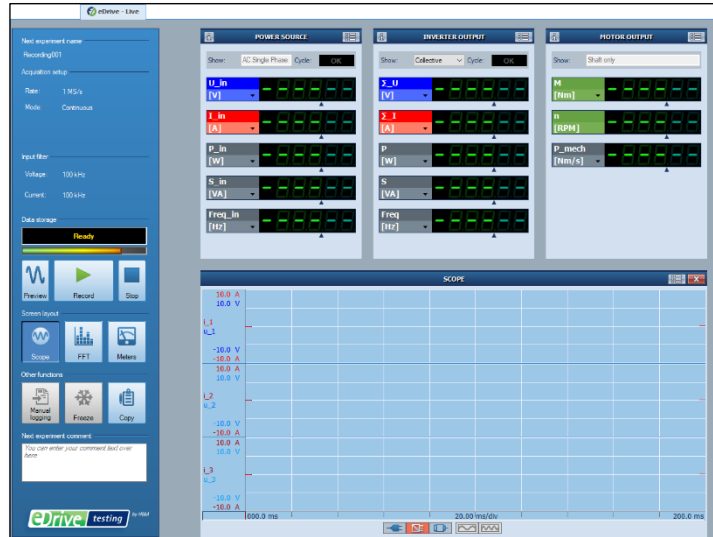 eDrive - Live
Next experiment name
Recording001
Acquisition setup
Rate: 1 MS/s
Mode: Continuous
Input filter
Voltage: 100 kHz
Current: 100 kHz
Data storage
Ready
Preview Record Stop
Screen layout
Scope FFT Meters
Other functions
Manual logging Freeze Copy
Next experiment comment
You can enter your comment text over
here
eDrive testing by HBM
POWER SOURCE
Show: AC Single Phase Cycle: OK
U_in
[V]
I_in
[A]
P_in
[W]
S_in
[VA]
Freq_in
[Hz]
INVERTER OUTPUT
Show: Collective Cycle: OK
Σ_U
[V]
Σ_I
[A]
P
[W]
S
[VA]
Freq
[Hz]
MOTOR OUTPUT
Show: Shaft only
M
[Nm]
n
[RPM]
P_mech
[Nm/s]
SCOPE
10.0 A
10.0 V
i_1
u_1
-10.0 V
-10.0 A
10.0 A
10.0 V
i_2
u_2
-10.0 V
-10.0 A
10.0 A
10.0 V
i_3
u_3
-10.0 V
-10.0 A
000.0 ms 20.00 ms/div 200.0 ms